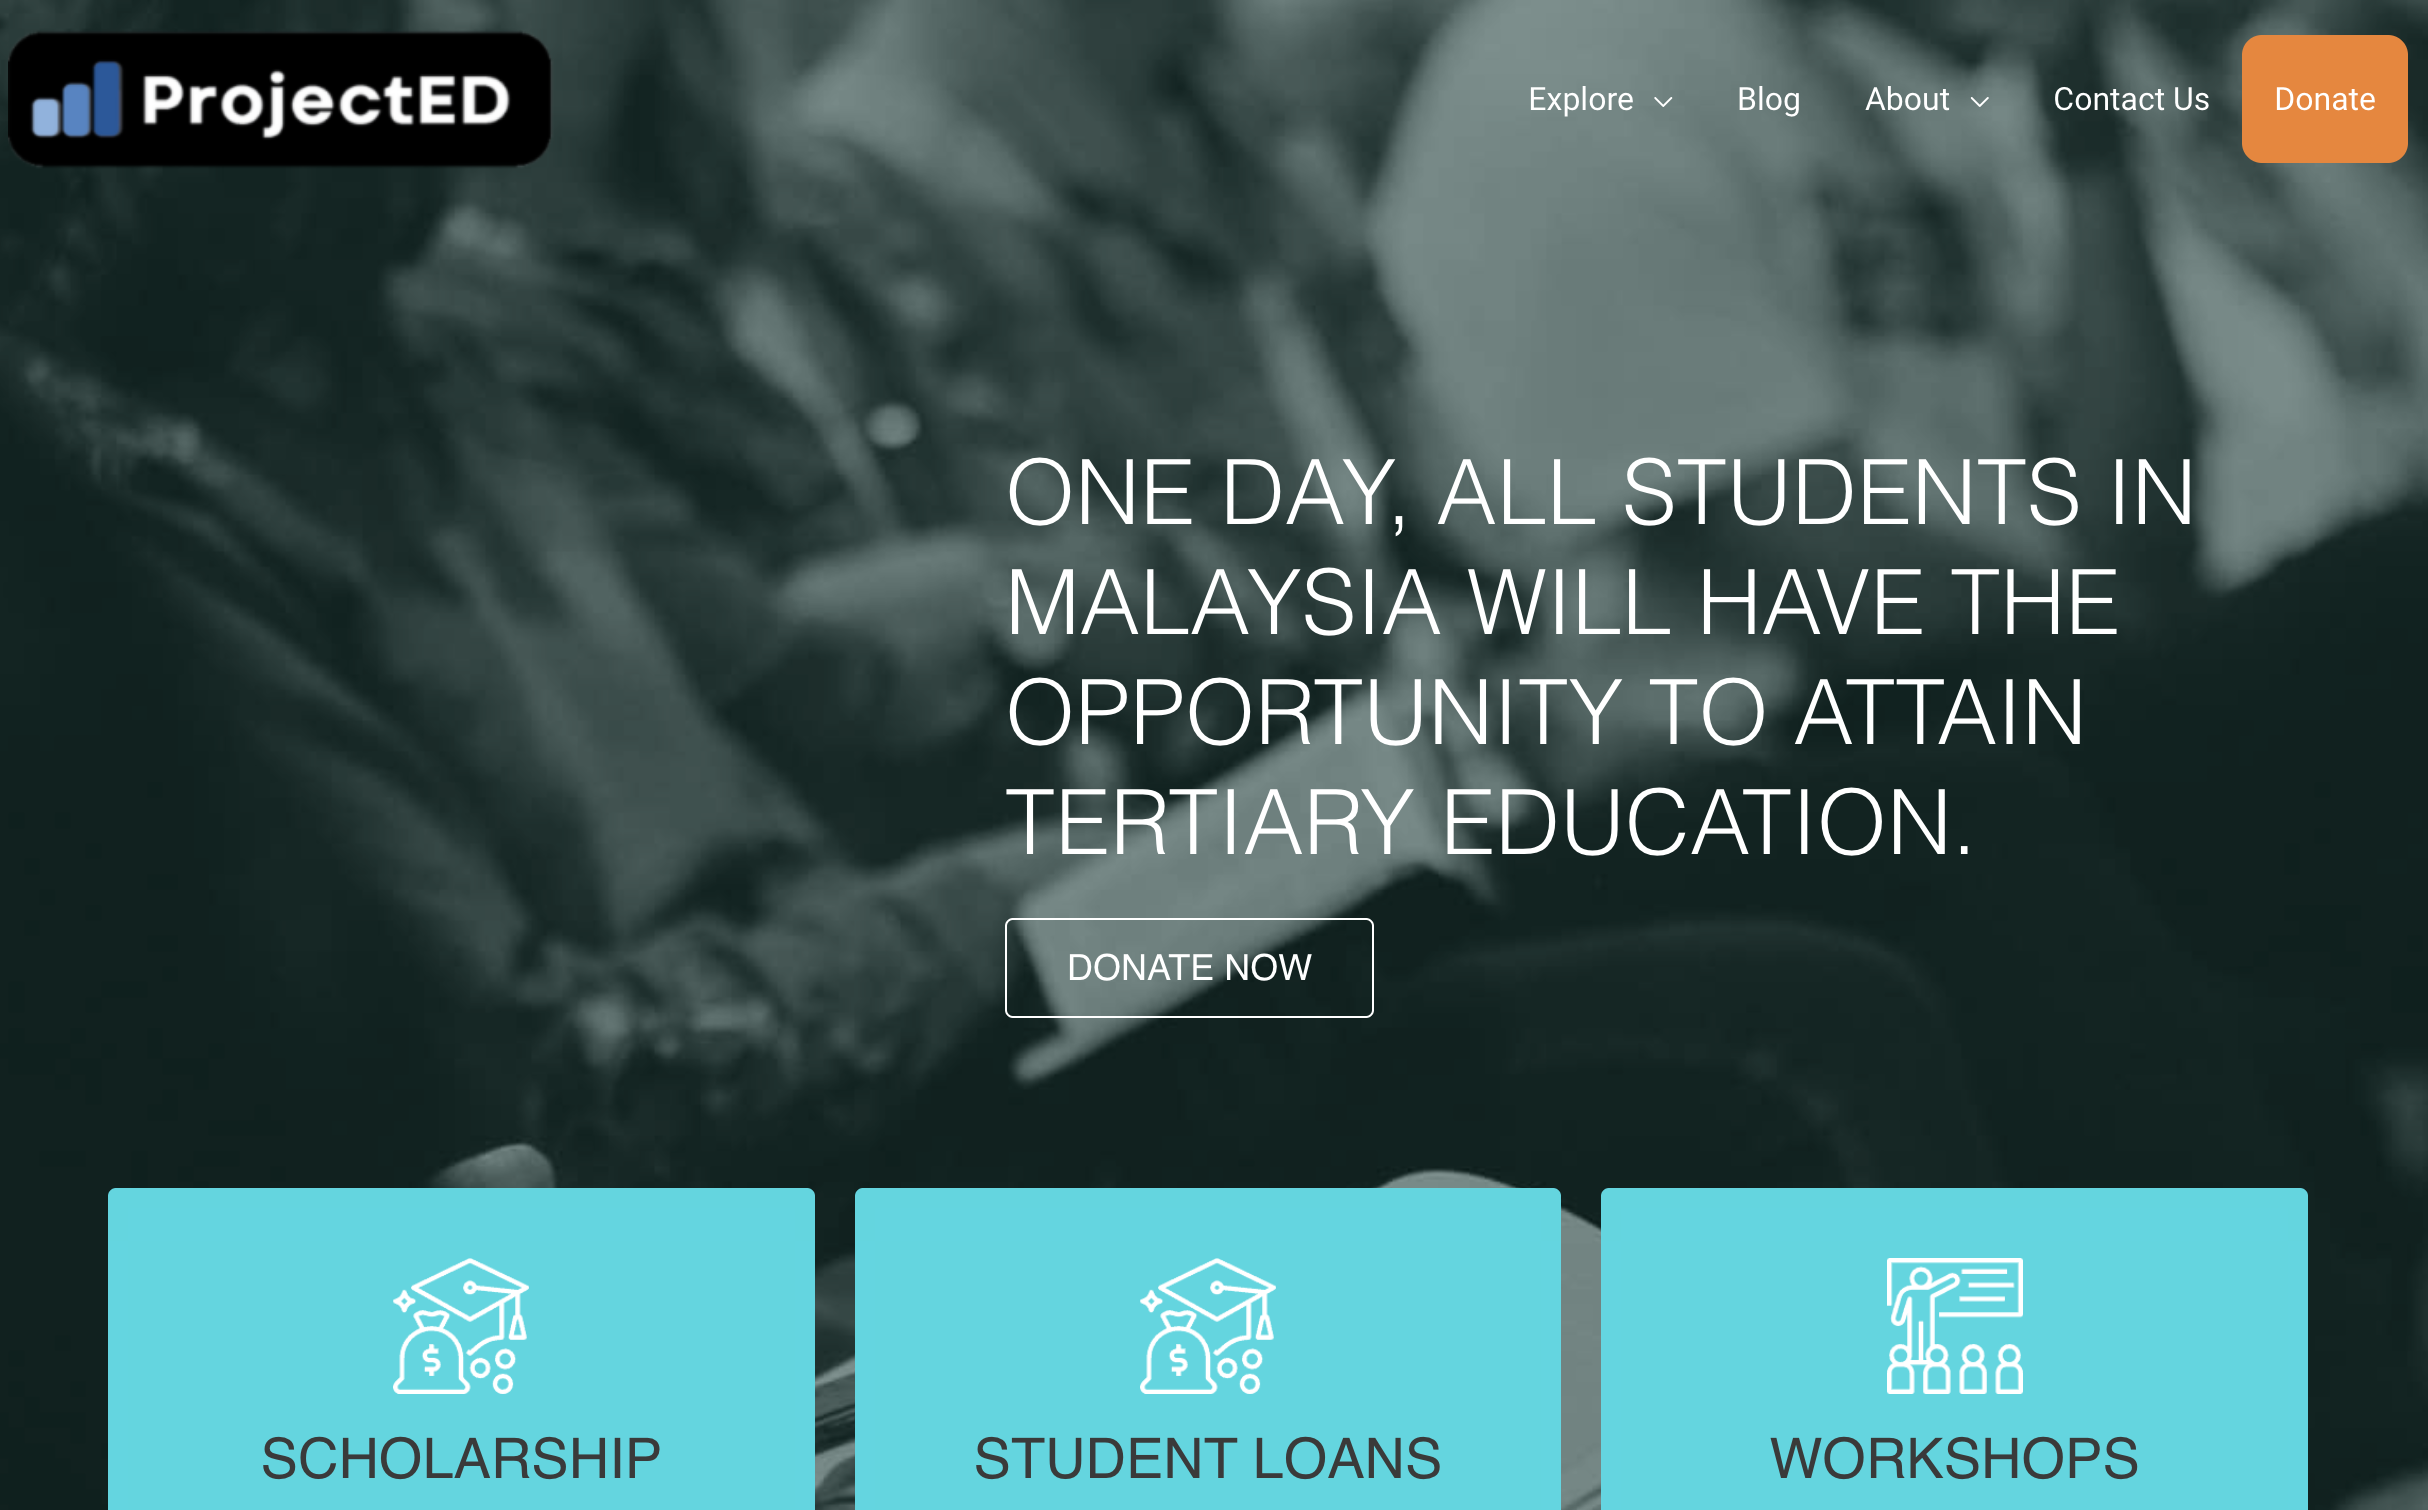 ProjectED
Explore
Blog
About
Contact Us
Donate
ONE DAY, ALL STUDENTS IN
MALAYSIA WILL HAVE THE
OPPORTUNITY TO ATTAIN
TERTIARY EDUCATION.
DONATE NOW
$
SCHOLARSHIP
$
STUDENT LOANS
WORKSHOPS